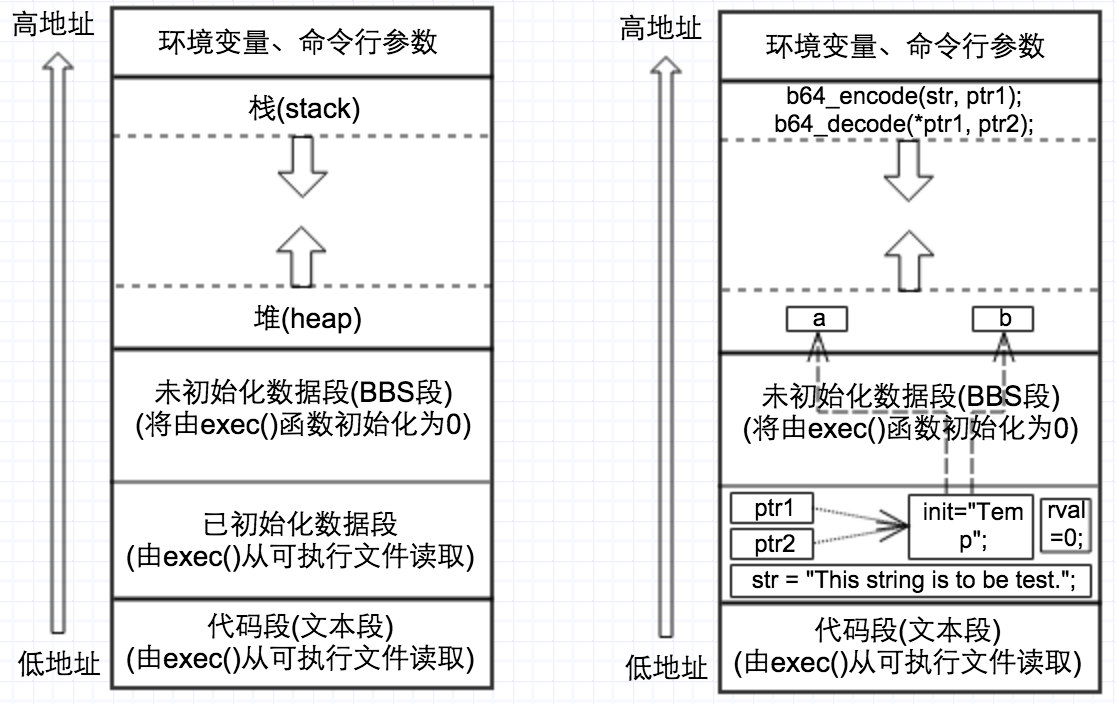 高地址
环境变量、命令行参数
栈(stack)
堆(heap)
未初始化数据段(BBS段)
(将由exec()函数初始化为0)
已初始化数据段
(由exec()从可执行文件读取)
代码段(文本段)
(由exec()从可执行文件读取)
低地址
高地址
环境变量、命令行参数
b64_encode(str, ptr1);
b64_decode(*ptr1, ptr2);
a
b
未初始化数据段(BBS段)
(将由exec()函数初始化为0)
ptr1
ptr2
init="Tem
p";
rval
=0;
str = "This string is to be test.";
代码段(文本段)
(由exec()从可执行文件读取)
低地址